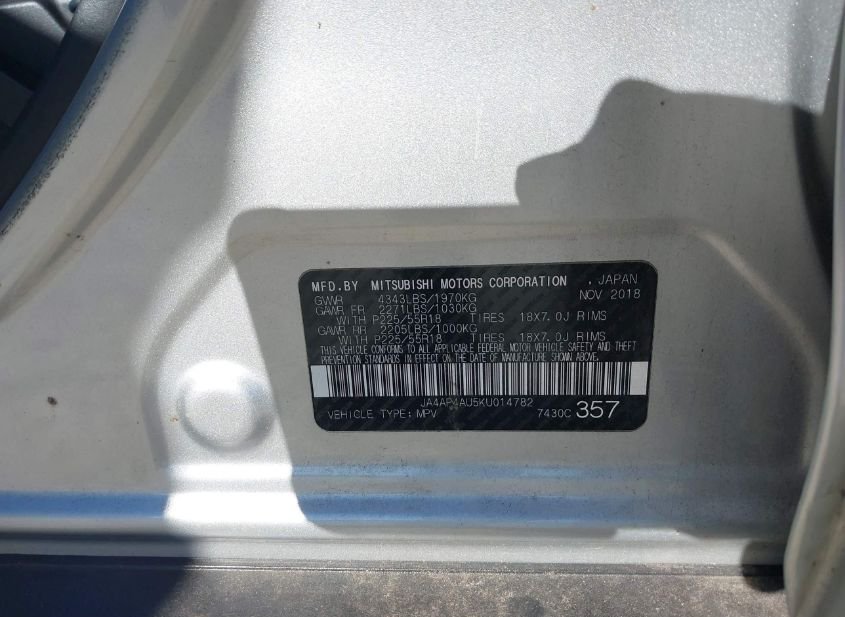 MFD.BY MITSUBISHI MOTORS CORPORATION , JAPAN
GVWR 4343LBS/1970KG NOV 2018
GAWR FR 2271LBS/1030KG
WITH P225/55R18 TIRES 18X7.0J RIMS
GAWR RR 2205LBS/1000KG
WITH P225/55R18 TIRES 18X7.0J RIMS
THIS VEHICLE CONFORMS TO ALL APPLICABLE FEDERAL MOTOR VEHICLE SAFETY AND THEFT
PREVENTION STANDARDS IN EFFECT ON THE DATE OF MANUFACTURE SHOWN ABOVE.
JA4AP4AU5KU014782
VEHICLE TYPE: MPV 7430C 357